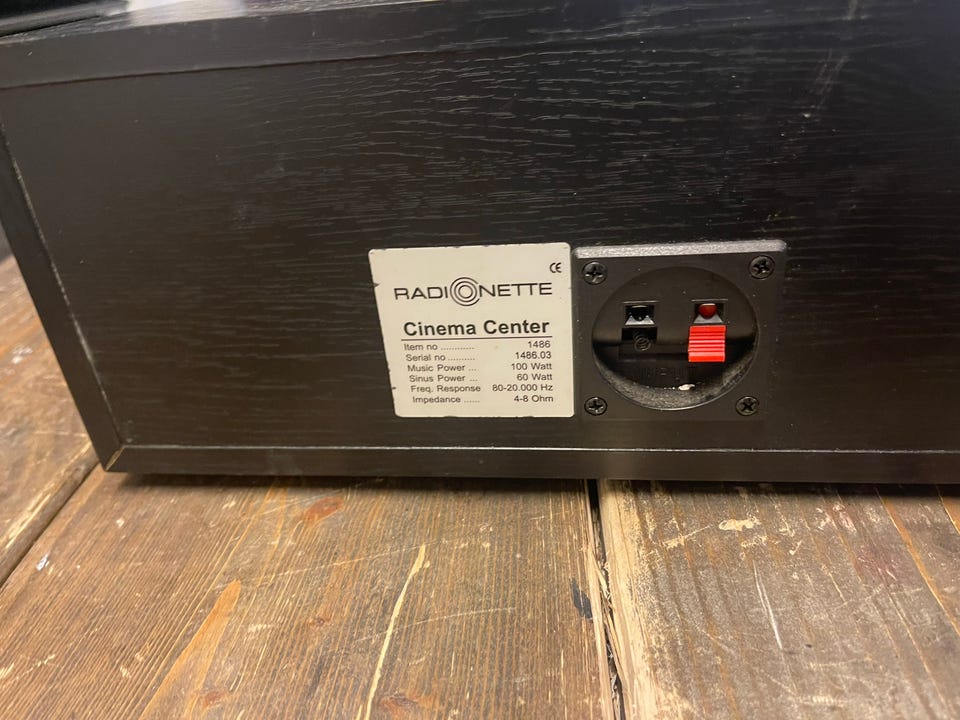 CE
RADIONETTE
Cinema Center
Item no ............ 1486
Serial no .......... 1486.03
Music Power ... 100 Watt
Sinus Power ... 60 Watt
Freq. Response 80-20.000 Hz
Impedance ...... 4-8 Ohm
INPUT